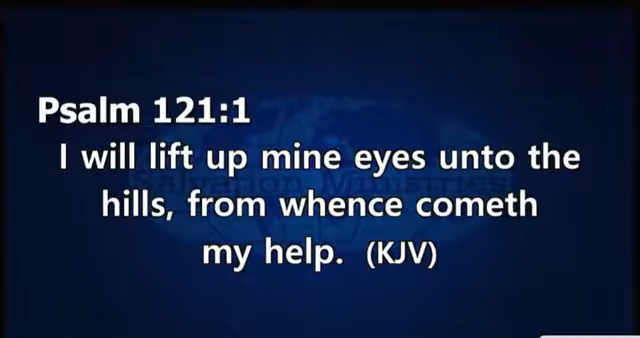 Psalm 121:1
I will lift up mine eyes unto the
hills, from whence cometh
my help. (KJV)